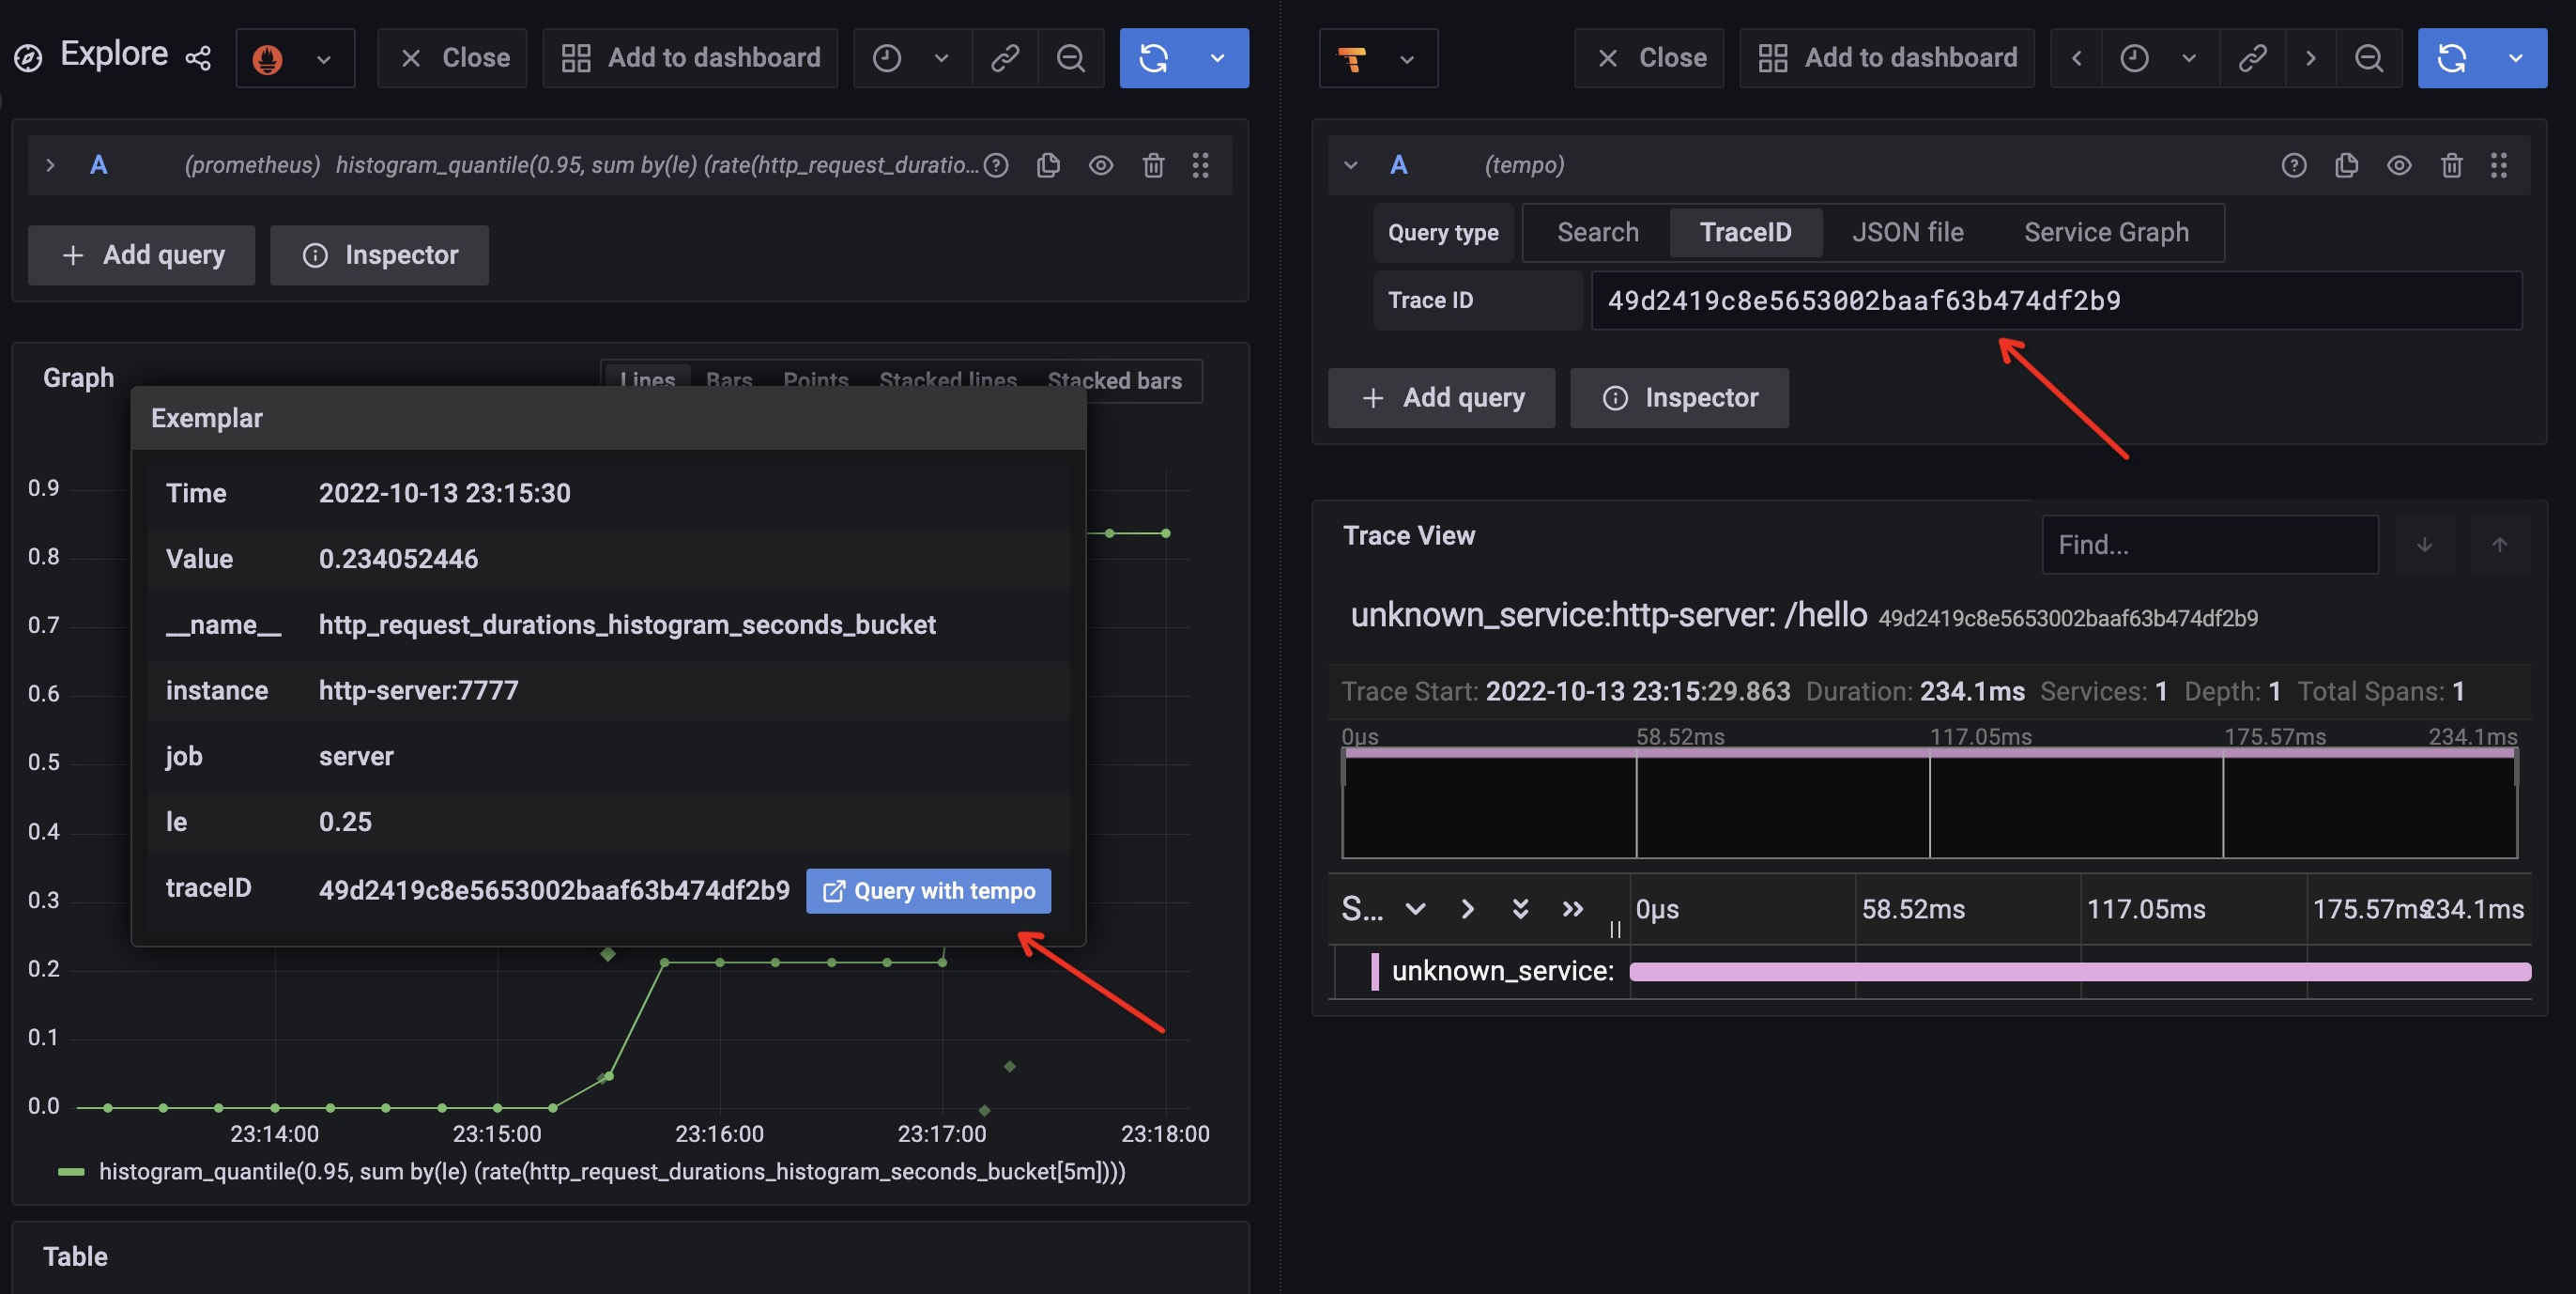 Explore
Close
Add to dashboard
A (prometheus) histogram_quantile(0.95, sum by(le) (rate(http_request_duratio...
+ Add query
Inspector
Graph
Lines Bars Points Stacked lines Stacked bars
Exemplar
Time 2022-10-13 23:15:30
Value 0.234052446
__name__ http_request_durations_histogram_seconds_bucket
instance http-server:7777
job server
le 0.25
traceID 49d2419c8e5653002baaf63b474df2b9 Query with tempo
0.9
0.8
0.7
0.6
0.5
0.4
0.3
0.2
0.1
0.0
23:14:00 23:15:00 23:16:00 23:17:00 23:18:00
histogram_quantile(0.95, sum by(le) (rate(http_request_durations_histogram_seconds_bucket[5m])))
Table
Close
Add to dashboard
A (tempo)
Query type Search TraceID JSON file Service Graph
Trace ID 49d2419c8e5653002baaf63b474df2b9
+ Add query
Inspector
Trace View
Find...
unknown_service:http-server: /hello 49d2419c8e5653002baaf63b474df2b9
Trace Start: 2022-10-13 23:15:29.863 Duration: 234.1ms Services: 1 Depth: 1 Total Spans: 1
0μs 58.52ms 117.05ms 175.57ms 234.1ms
S... 0μs 58.52ms 117.05ms 175.57ms 234.1ms
unknown_service: